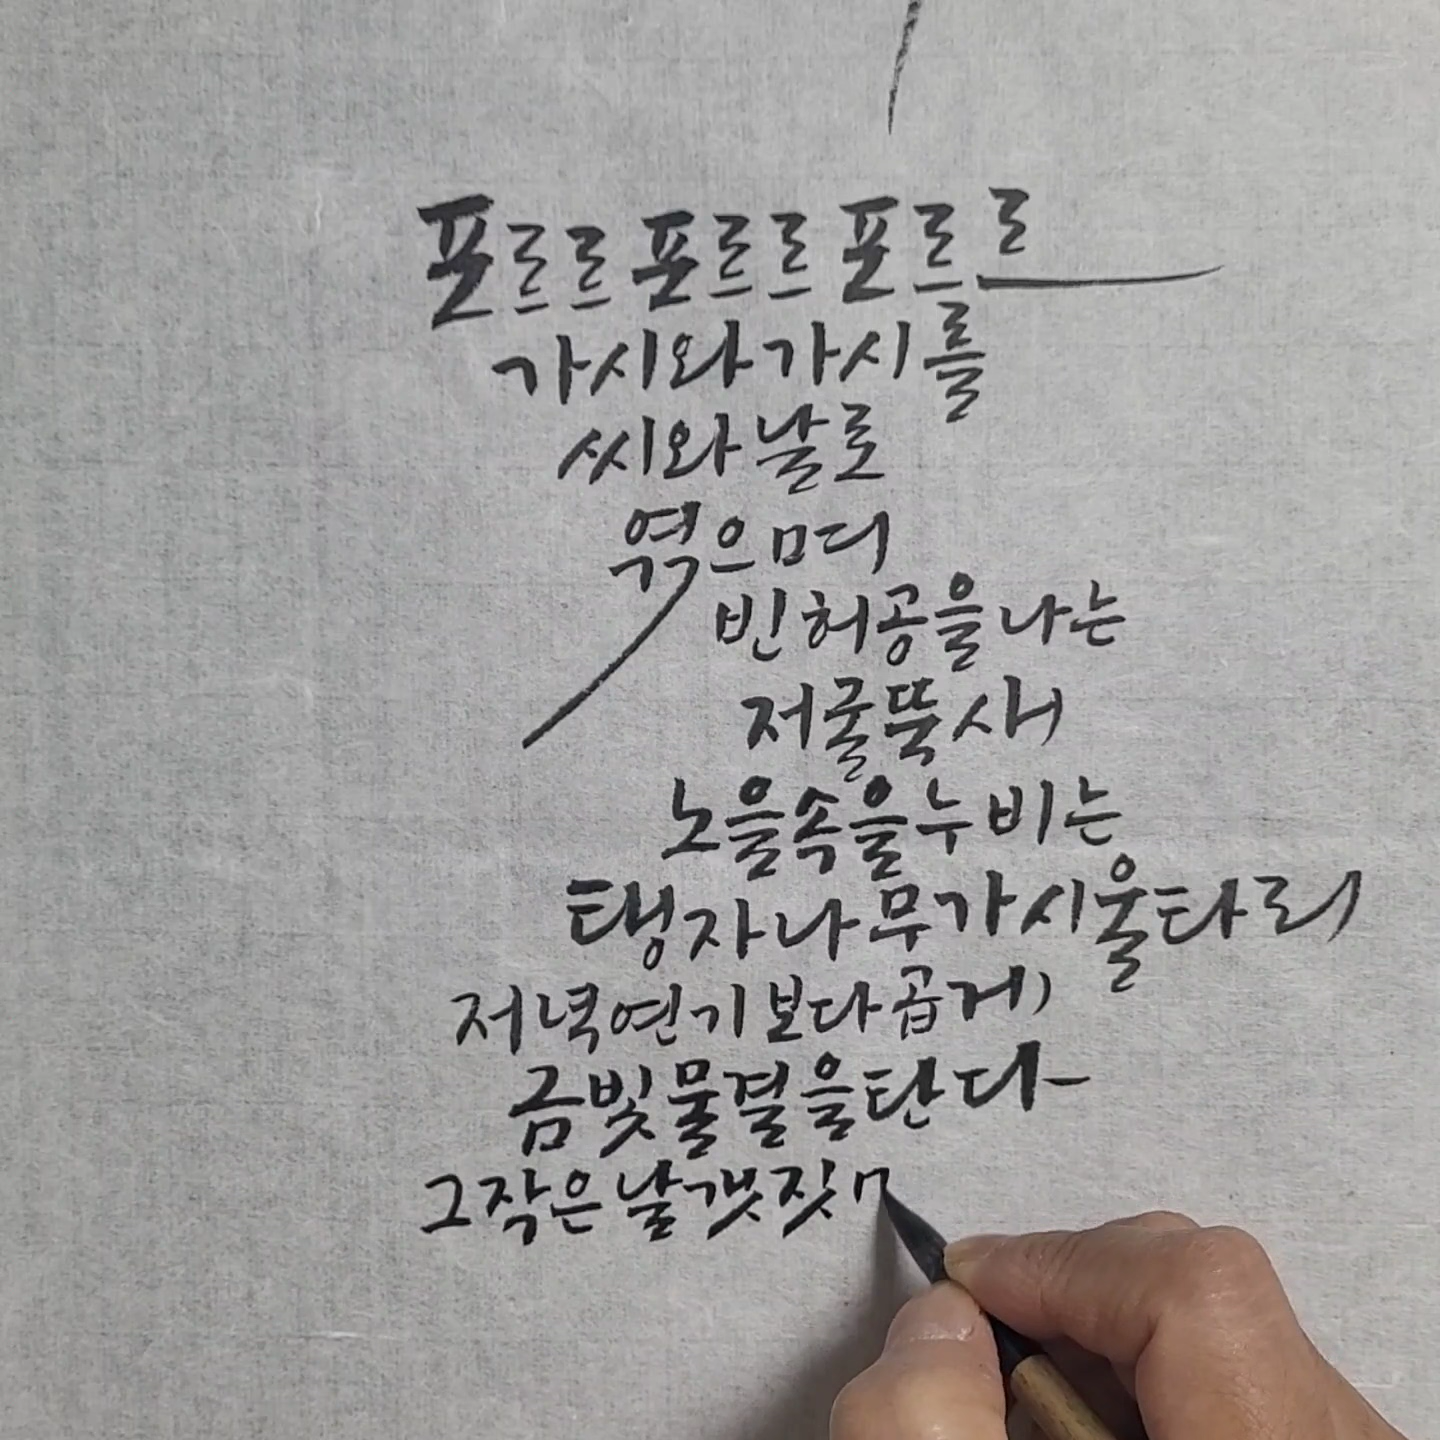 포르르 포르르 포르르
가시와 가시를
씨와 날로
엮으며
빈 허공을 나는
저 굴뚝새
노을 속을 누비는
탱자나무 가시울타리
저녁연기보다 곱게
금빛 물결을 탄다
그 작은 날갯짓